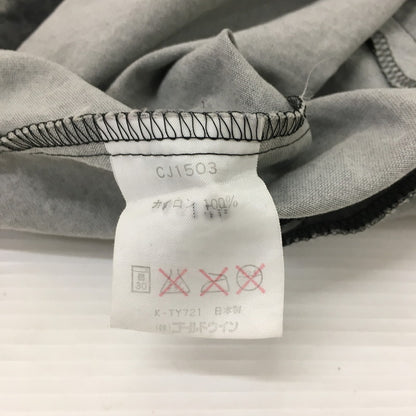 CJ1503
ナイロン 100%
弱
30
K-TY721 日本製
(株)ゴールドウイン